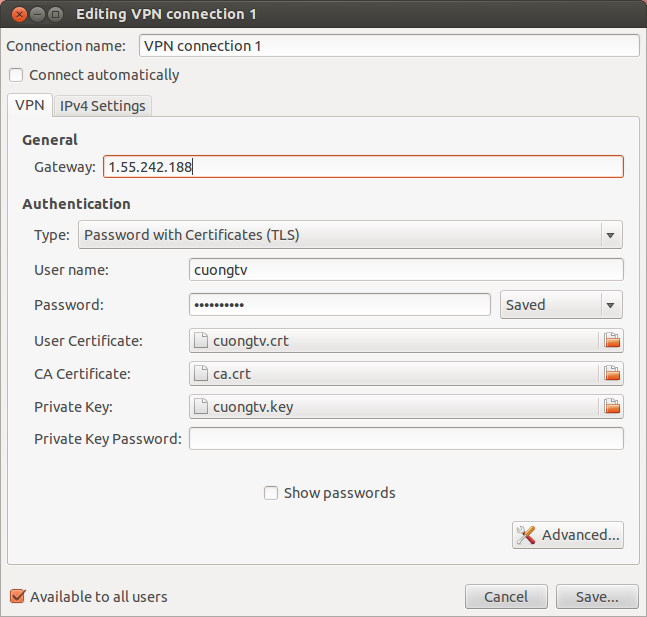 Editing VPN connection 1
Connection name: VPN connection 1
Connect automatically
VPN IPv4 Settings
General
Gateway: 1.55.242.188
Authentication
Type: Password with Certificates (TLS)
User name: cuongtv
Password: •••••••••• Saved
User Certificate: cuongtv.crt
CA Certificate: ca.crt
Private Key: cuongtv.key
Private Key Password:
Show passwords
Advanced...
Available to all users Cancel Save...